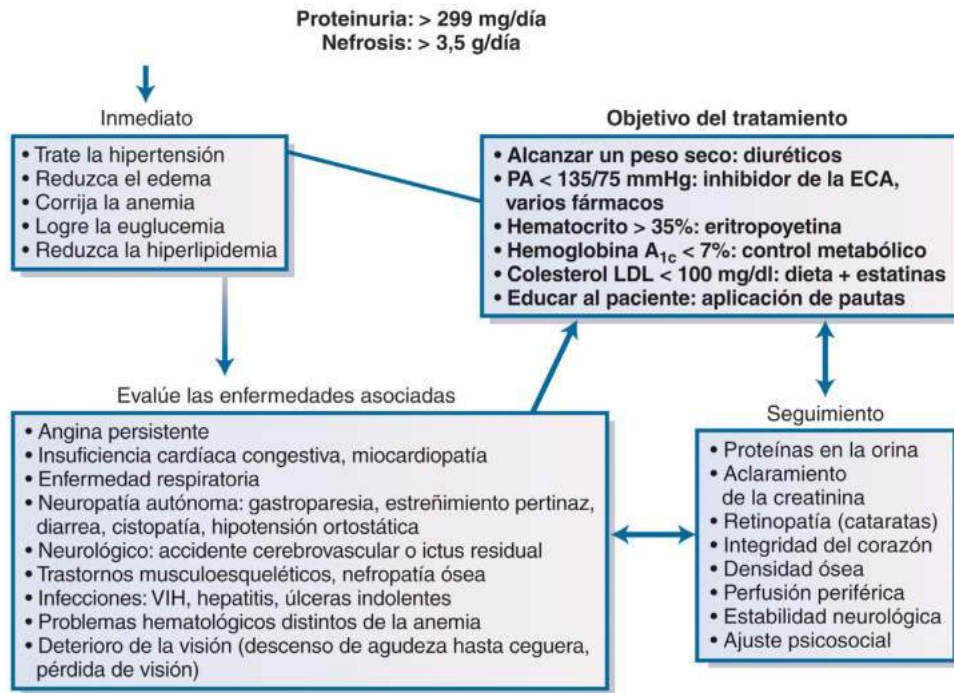 Proteinuria: > 299 mg/día
Nefrosis: > 3,5 g/día
Inmediato
• Trate la hipertensión
• Reduzca el edema
• Corrija la anemia
• Logre la euglucemia
• Reduzca la hiperlipidemia
Objetivo del tratamiento
• Alcanzar un peso seco: diuréticos
• PA < 135/75 mmHg: inhibidor de la ECA,
varios fármacos
• Hematocrito > 35%: eritropoyetina
• Hemoglobina A1c < 7%: control metabólico
• Colesterol LDL < 100 mg/dl: dieta + estatinas
• Educar al paciente: aplicación de pautas
Evalúe las enfermedades asociadas
• Angina persistente
• Insuficiencia cardíaca congestiva, miocardiopatía
• Enfermedad respiratoria
• Neuropatía autónoma: gastroparesia, estreñimiento pertinaz,
diarrea, cistopatía, hipotensión ortostática
• Neurológico: accidente cerebrovascular o ictus residual
• Trastornos musculoesqueléticos, nefropatía ósea
• Infecciones: VIH, hepatitis, úlceras indolentes
• Problemas hematológicos distintos de la anemia
• Deterioro de la visión (descenso de agudeza hasta ceguera,
pérdida de visión)
Seguimiento
• Proteínas en la orina
• Aclaramiento
de la creatinina
• Retinopatía (cataratas)
• Integridad del corazón
• Densidad ósea
• Perfusión periférica
• Estabilidad neurológica
• Ajuste psicosocial